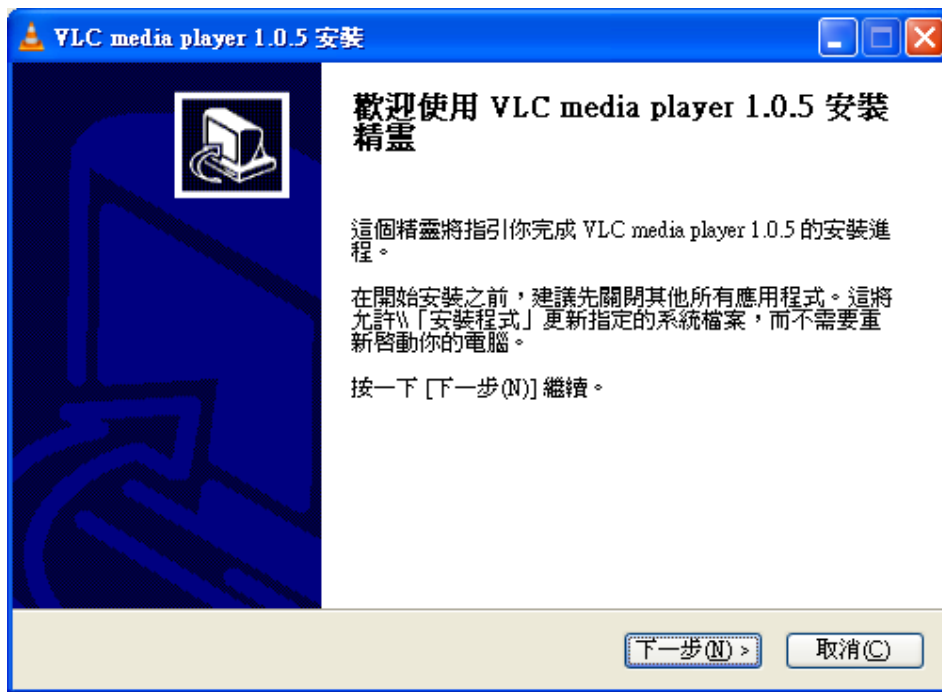 VLC media player 1.0.5 安裝
歡迎使用 VLC media player 1.0.5 安裝
精靈
這個精靈將指引你完成 VLC media player 1.0.5 的安裝進
程。
在開始安裝之前，建議先關閉其他所有應用程式。這將
允許\\「安裝程式」更新指定的系統檔案，而不需要重
新啓動你的電腦。
按一下 [下一步(N)] 繼續。
下一步(N) >
取消(C)